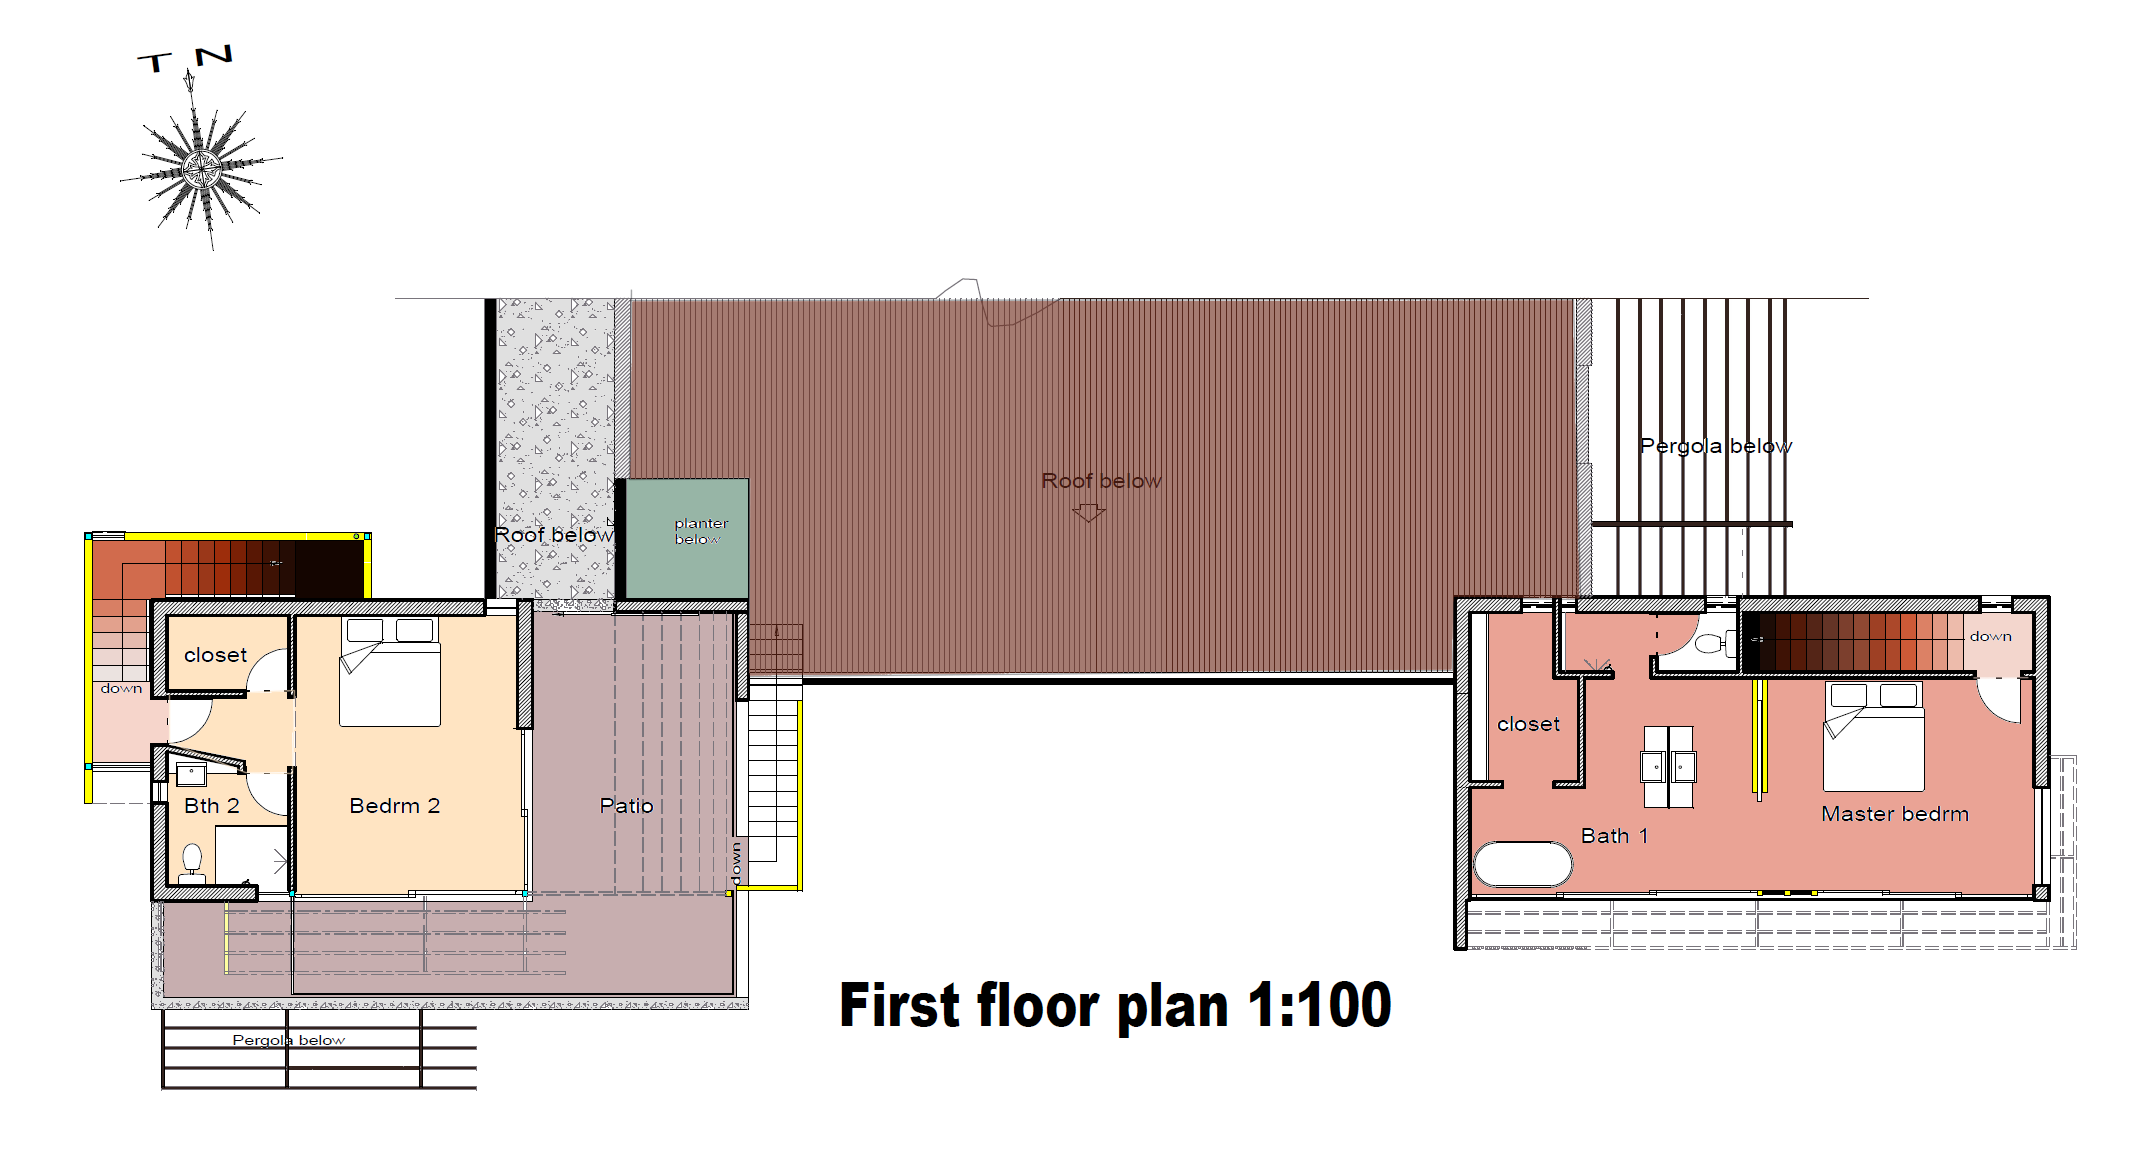 T N
Pergola below
Roof below
planter
below
Roof below
closet
down
down
closet
down
Bth 2
Bedrm 2
Patio
Bath 1
Master bedrm
down
First floor plan 1:100
Pergola below